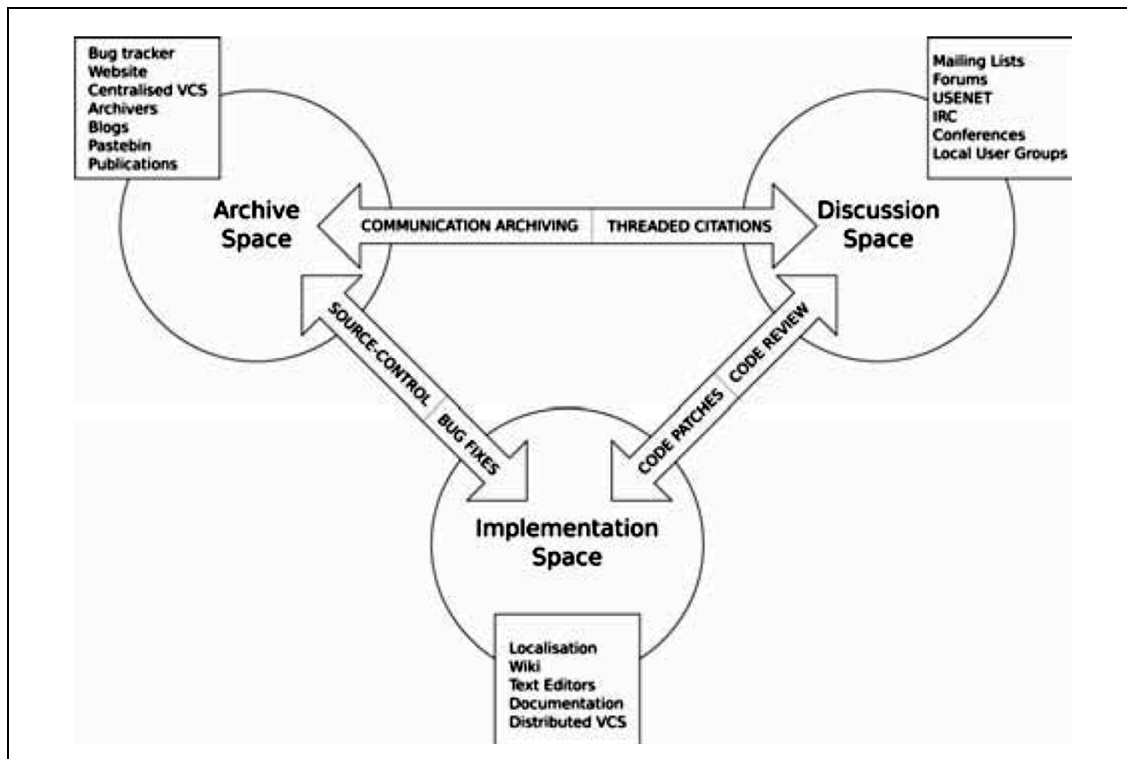 Bug tracker
Website
Centralised VCS
Archivers
Blogs
Pastebin
Publications
Mailing Lists
Forums
USENET
IRC
Conferences
Local User Groups
Archive
Space
COMMUNICATION ARCHIVING
THREADED CITATIONS
Discussion
Space
SOURCE-CONTROL
BUG FIXES
CODE REVIEW
CODE PATCHES
Implementation
Space
Localisation
Wiki
Text Editors
Documentation
Distributed VCS